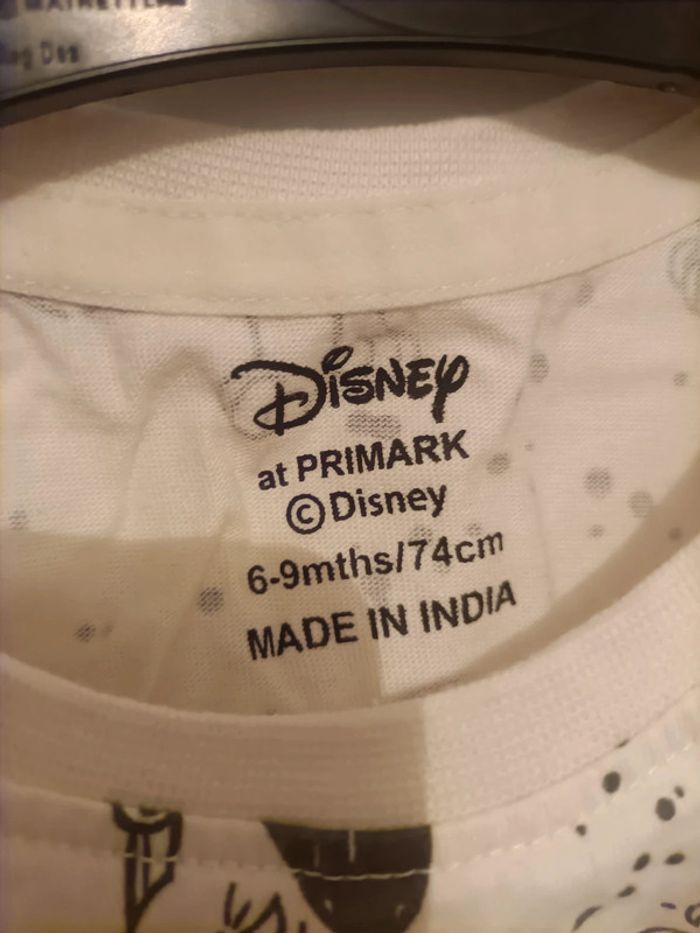 Disney
at PRIMARK
©Disney
6-9mths/74cm
MADE IN INDIA